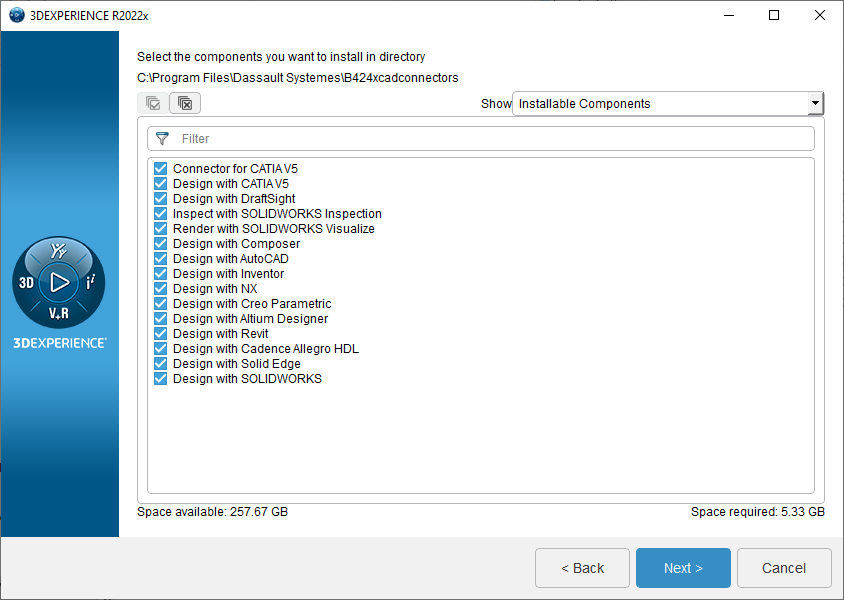 3DEXPERIENCE R2022x
Select the components you want to install in directory
C:\Program Files\Dassault Systemes\B424xcadconnectors
Show Installable Components
Filter
Connector for CATIA V5
Design with CATIA V5
Design with DraftSight
Inspect with SOLIDWORKS Inspection
Render with SOLIDWORKS Visualize
Design with Composer
Design with AutoCAD
Design with Inventor
Design with NX
Design with Creo Parametric
Design with Altium Designer
Design with Revit
Design with Cadence Allegro HDL
Design with Solid Edge
Design with SOLIDWORKS
3D
V+R
3DEXPERIENCE
Space available: 257.67 GB
Space required: 5.33 GB
< Back
Next >
Cancel